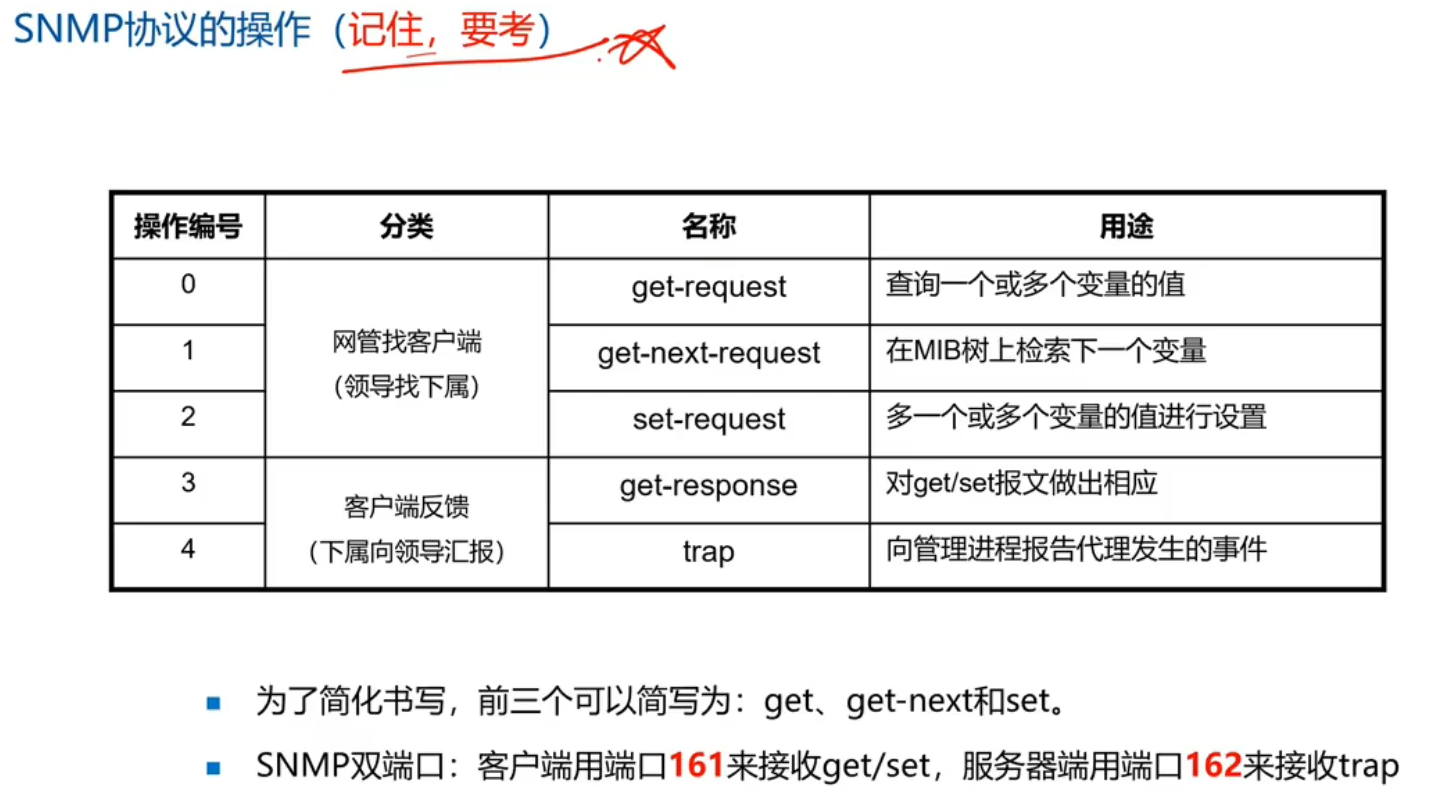 SNMP协议的操作（记住，要考）
操作编号 分类 名称 用途
0 get-request 查询一个或多个变量的值
网管找客户端
1 get-next-request 在MIB树上检索下一个变量
（领导找下属）
2 set-request 多一个或多个变量的值进行设置
3 get-response 对get/set报文做出相应
客户端反馈
4 （下属向领导汇报） trap 向管理进程报告代理发生的事件
■ 为了简化书写，前三个可以简写为：get、get-next和set。
■ SNMP双端口：客户端用端口161来接收get/set，服务器端用端口162来接收trap